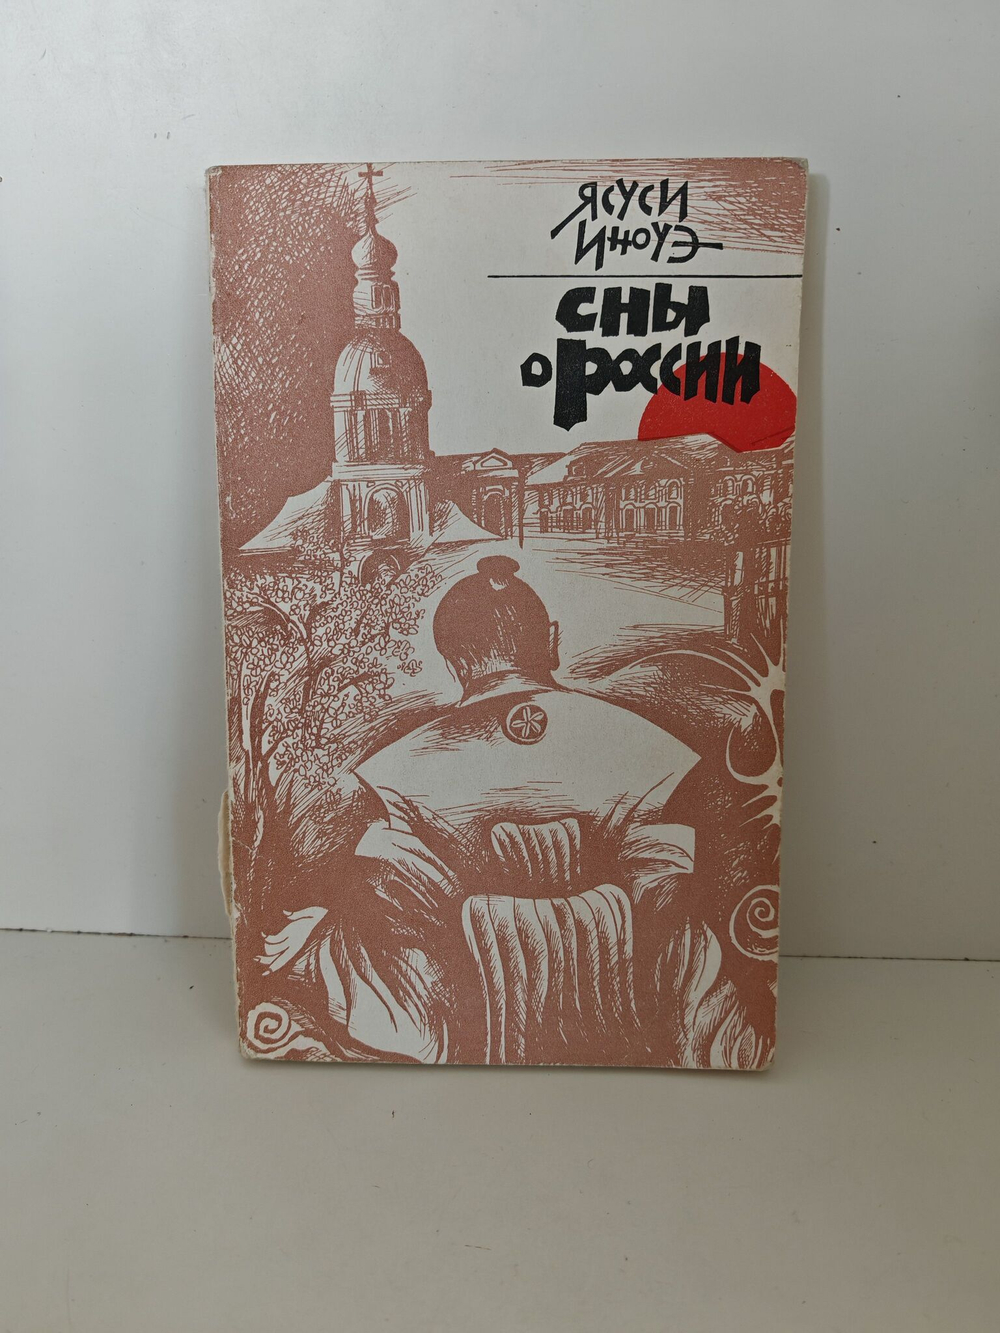 Ясуси
Иноуэ
Сны
о России